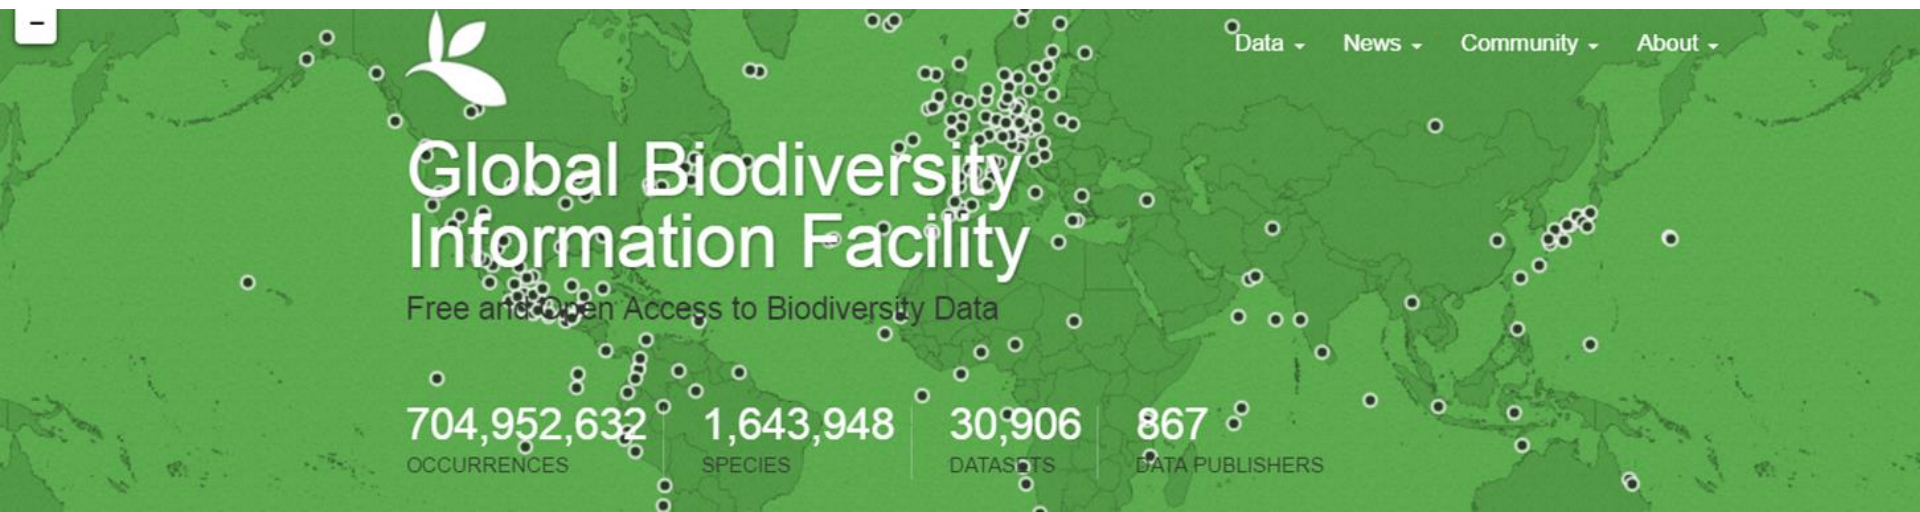 Data News Community About
Global Biodiversity
Information Facility
Free and Open Access to Biodiversity Data
704,952,632 1,643,948 30,906 867
OCCURRENCES SPECIES DATASETS DATA PUBLISHERS